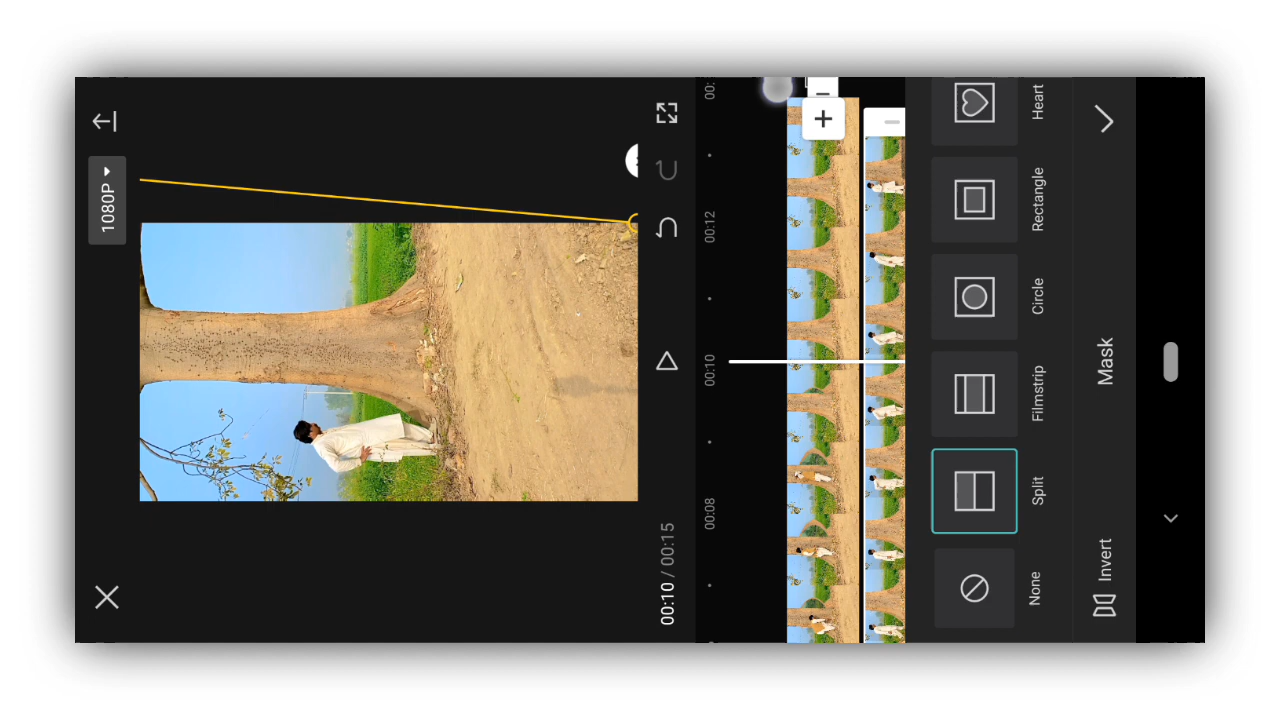 1080P
00:10 / 00:15
00:08 00:10 00:12 00:
None Split Filmstrip Circle Rectangle Heart
Invert Mask